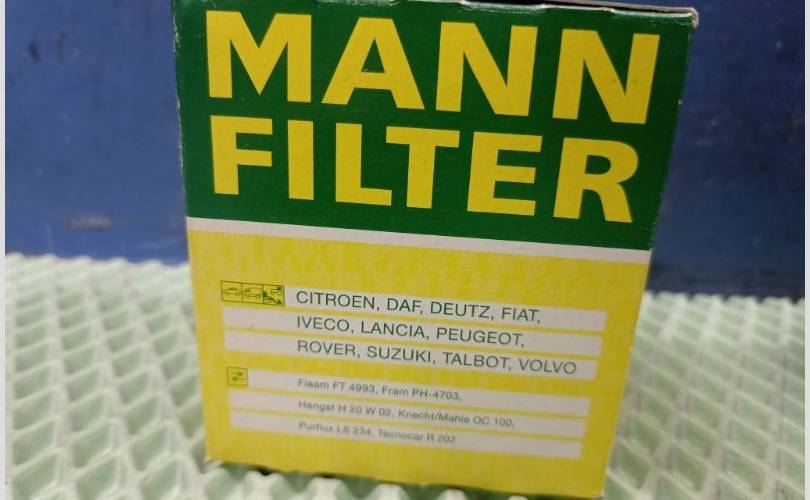 MANN
FILTER
CITROEN, DAF, DEUTZ, FIAT,
IVECO, LANCIA, PEUGEOT,
ROVER, SUZUKI, TALBOT, VOLVO
Fiaam FT 4993, Fram PH-4703,
Hengst H 20 W 02, Knecht/Mahle OC 100,
Purflux LS 234, Tecnocar R 202